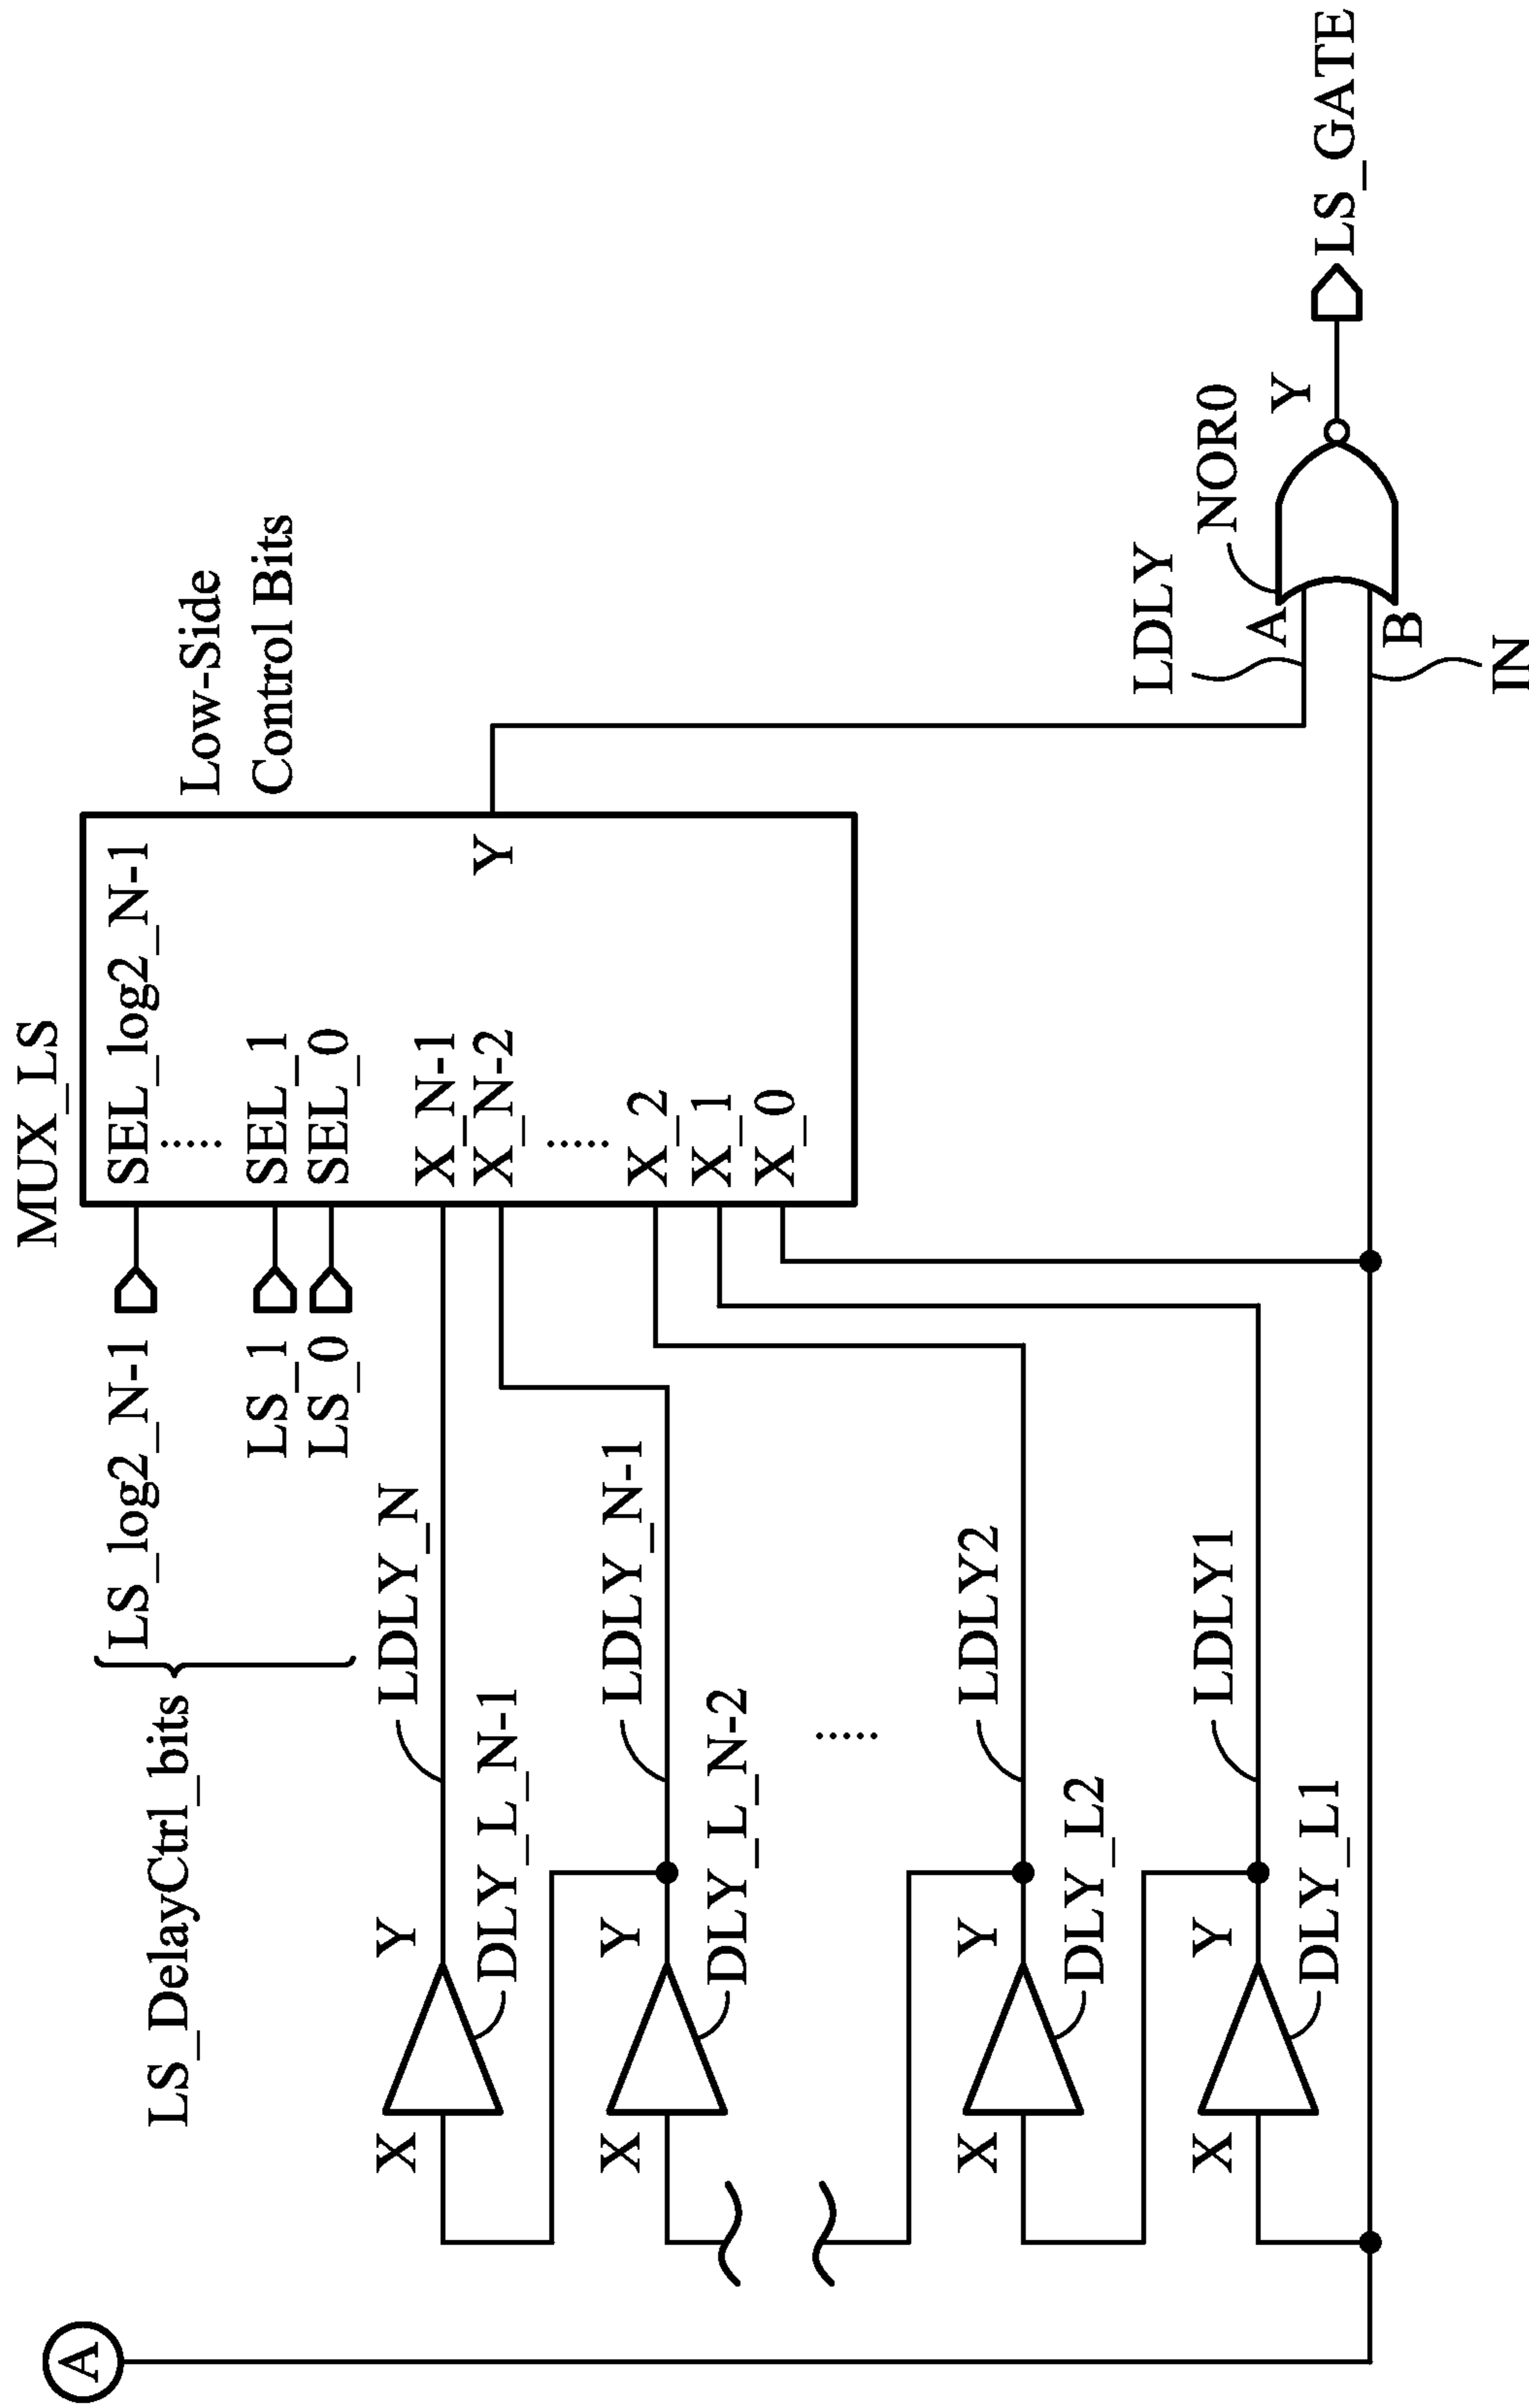 MUX_LS
LS_DelayCtrl_bits
LS_log2_N-1
LS_1
LS_0
SEL_log2_N-1
.....
SEL_1
SEL_0
X_N-1
X_N-2
.....
X_2
X_1
X_0
Y
Low-Side
Control Bits
A
X
Y
LDLY_N
DLY_L_N-1
X
Y
LDLY_N-1
DLY_L_N-2
.....
X
Y
LDLY2
DLY_L2
X
Y
LDLY1
DLY_L1
LDLY
A
NOR0
Y
LS_GATE
B
IN